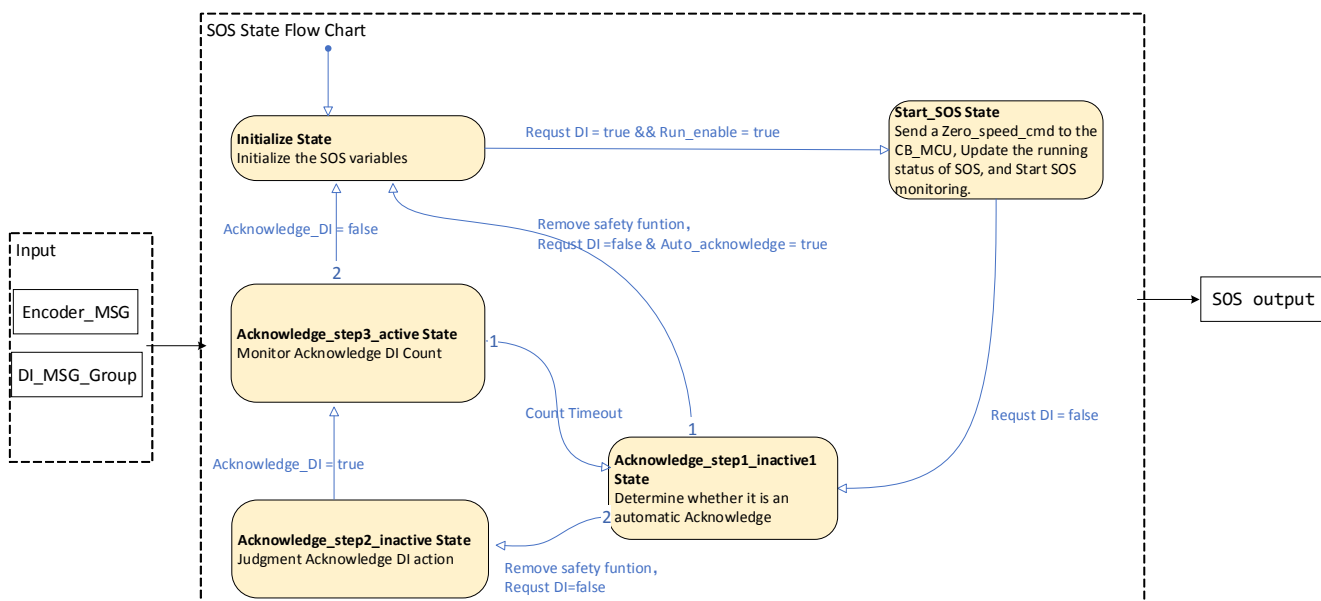 SOS State Flow Chart
Initialize State
Initialize the SOS variables
Requst DI = true && Run_enable = true
Start_SOS State
Send a Zero_speed_cmd to the
CB_MCU, Update the running
status of SOS, and Start SOS
monitoring.
Acknowledge_DI = false
Remove safety funtion，
Requst DI =false & Auto_acknowledge = true
Input
Encoder_MSG
DI_MSG_Group
2
Acknowledge_step3_active State
Monitor Acknowledge DI Count
1
SOS output
Count Timeout
Requst DI = false
1
Acknowledge_step1_inactive1
State
Determine whether it is an
automatic Acknowledge
2
Acknowledge_DI = true
Acknowledge_step2_inactive State
Judgment Acknowledge DI action
Remove safety funtion，
Requst DI=false